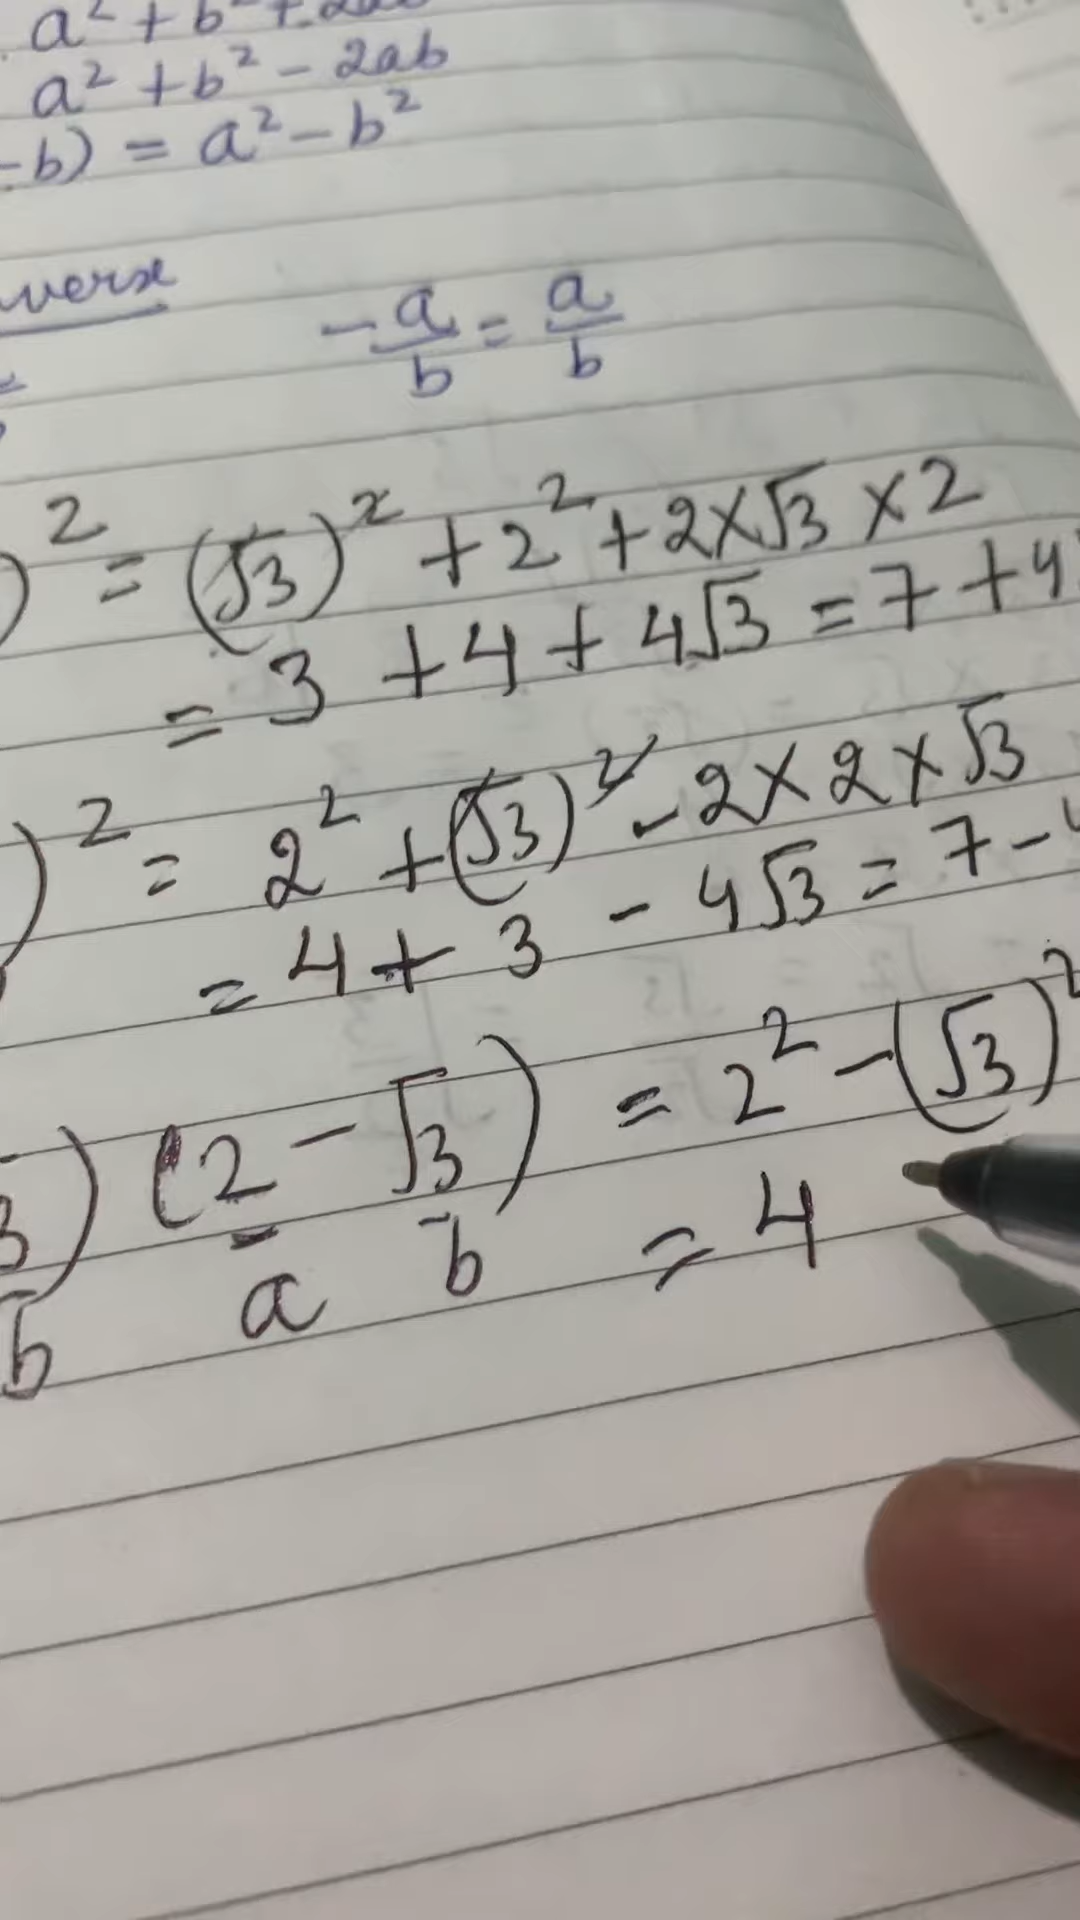 a² + b² + 2ab
a² + b² - 2ab
-b) = a² - b²
verse
- a/b = a/b
)² = (√3)² + 2² + 2×√3 ×2
= 3 + 4 + 4√3 = 7 + 4
)² = 2² + (√3)² - 2 × 2 × √3
= 4 + 3 - 4√3 = 7 - 4
3) (2 - √3) = 2² - (√3)²
b a b = 4